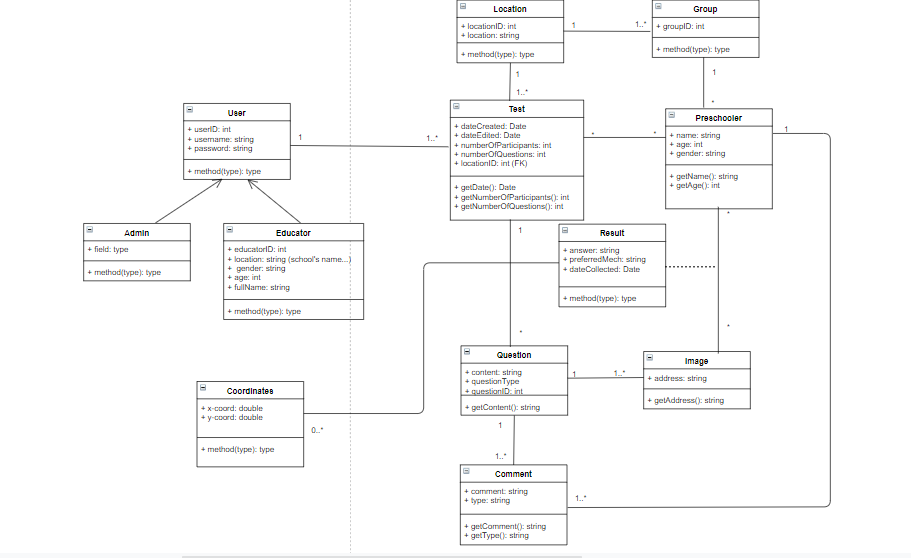 Location
+ locationID: int
+ location: string
+ method(type): type
1
1..*
Group
+ groupID: int
+ method(type): type
1
1..*
1
*
User
+ userID: int
+ username: string
+ password: string
+ method(type): type
1
1..*
Test
+ dateCreated: Date
+ dateEdited: Date
+ numberOfParticipants: int
+ numberOfQuestions: int
+ locationID: int (FK)
+ getDate(): Date
+ getNumberOfParticipants(): int
+ getNumberOfQuestions(): int
*
*
Preschooler
+ name: string
+ age: int
+ gender: string
+ getName(): string
+ getAge(): int
1
*
Admin
+ field: type
+ method(type): type
Educator
+ educatorID: int
+ location: string (school's name...)
+ gender: string
+ age: int
+ fullName: string
+ method(type): type
1
*
Result
+ answer: string
+ preferredMech: string
+ dateCollected: Date
+ method(type): type
*
Question
+ content: string
+ questionType
+ questionID: int
+ getContent(): string
1
1..*
Image
+ address: string
+ getAddress(): string
Coordinates
+ x-coord: double
+ y-coord: double
+ method(type): type
0..*
1
1..*
Comment
+ comment: string
+ type: string
+ getComment(): string
+ getType(): string
1..*